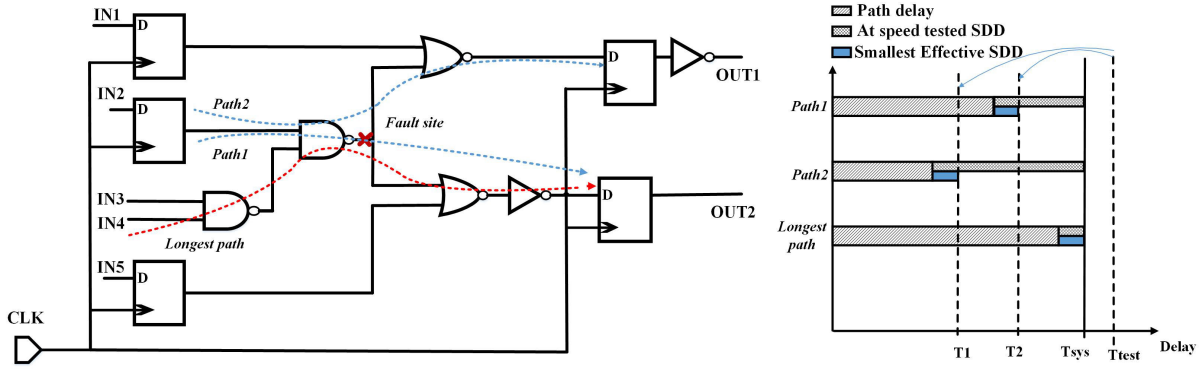 IN1
D
D
OUT1
IN2
D
Path2
Path1
Fault site
IN3
IN4
Longest path
D
OUT2
IN5
D
CLK
Path delay
At speed tested SDD
Smallest Effective SDD
Path1
Path2
Longest
path
T1
T2
Tsys
Ttest
Delay